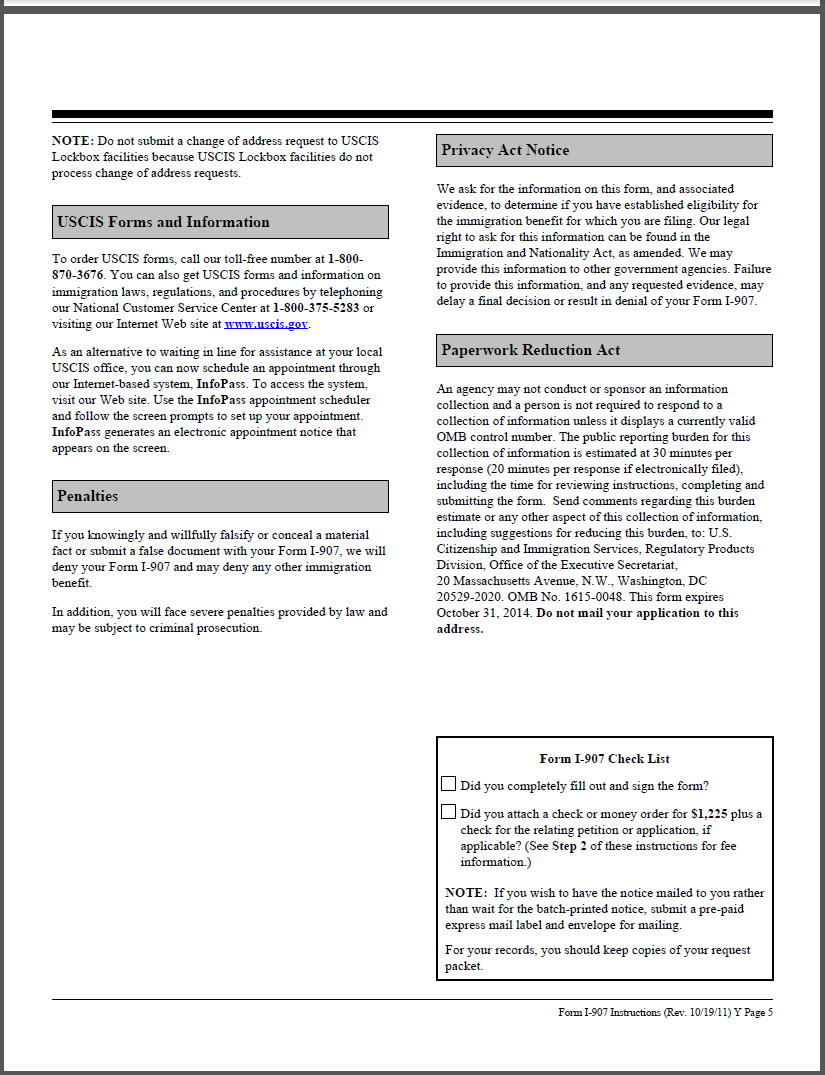 NOTE: Do not submit a change of address request to USCIS
Lockbox facilities because USCIS Lockbox facilities do not
process change of address requests.
USCIS Forms and Information
To order USCIS forms, call our toll-free number at 1-800-
870-3676. You can also get USCIS forms and information on
immigration laws, regulations, and procedures by telephoning
our National Customer Service Center at 1-800-375-5283 or
visiting our Internet Web site at www.uscis.gov.
As an alternative to waiting in line for assistance at your local
USCIS office, you can now schedule an appointment through
our Internet-based system, InfoPass. To access the system,
visit our Web site. Use the InfoPass appointment scheduler
and follow the screen prompts to set up your appointment.
InfoPass generates an electronic appointment notice that
appears on the screen.
Penalties
If you knowingly and willfully falsify or conceal a material
fact or submit a false document with your Form I-907, we will
deny your Form I-907 and may deny any other immigration
benefit.
In addition, you will face severe penalties provided by law and
may be subject to criminal prosecution.
Privacy Act Notice
We ask for the information on this form, and associated
evidence, to determine if you have established eligibility for
the immigration benefit for which you are filing. Our legal
right to ask for this information can be found in the
Immigration and Nationality Act, as amended. We may
provide this information to other government agencies. Failure
to provide this information, and any requested evidence, may
delay a final decision or result in denial of your Form I-907.
Paperwork Reduction Act
An agency may not conduct or sponsor an information
collection and a person is not required to respond to a
collection of information unless it displays a currently valid
OMB control number. The public reporting burden for this
collection of information is estimated at 30 minutes per
response (20 minutes per response if electronically filed),
including the time for reviewing instructions, completing and
submitting the form. Send comments regarding this burden
estimate or any other aspect of this collection of information,
including suggestions for reducing this burden, to: U.S.
Citizenship and Immigration Services, Regulatory Products
Division, Office of the Executive Secretariat,
20 Massachusetts Avenue, N.W., Washington, DC
20529-2020. OMB No. 1615-0048. This form expires
October 31, 2014. Do not mail your application to this
address.
Form I-907 Check List
Did you completely fill out and sign the form?
Did you attach a check or money order for $1,225 plus a
check for the relating petition or application, if
applicable? (See Step 2 of these instructions for fee
information.)
NOTE: If you wish to have the notice mailed to you rather
than wait for the batch-printed notice, submit a pre-paid
express mail label and envelope for mailing.
For your records, you should keep copies of your request
packet.
Form I-907 Instructions (Rev. 10/19/11) Y Page 5